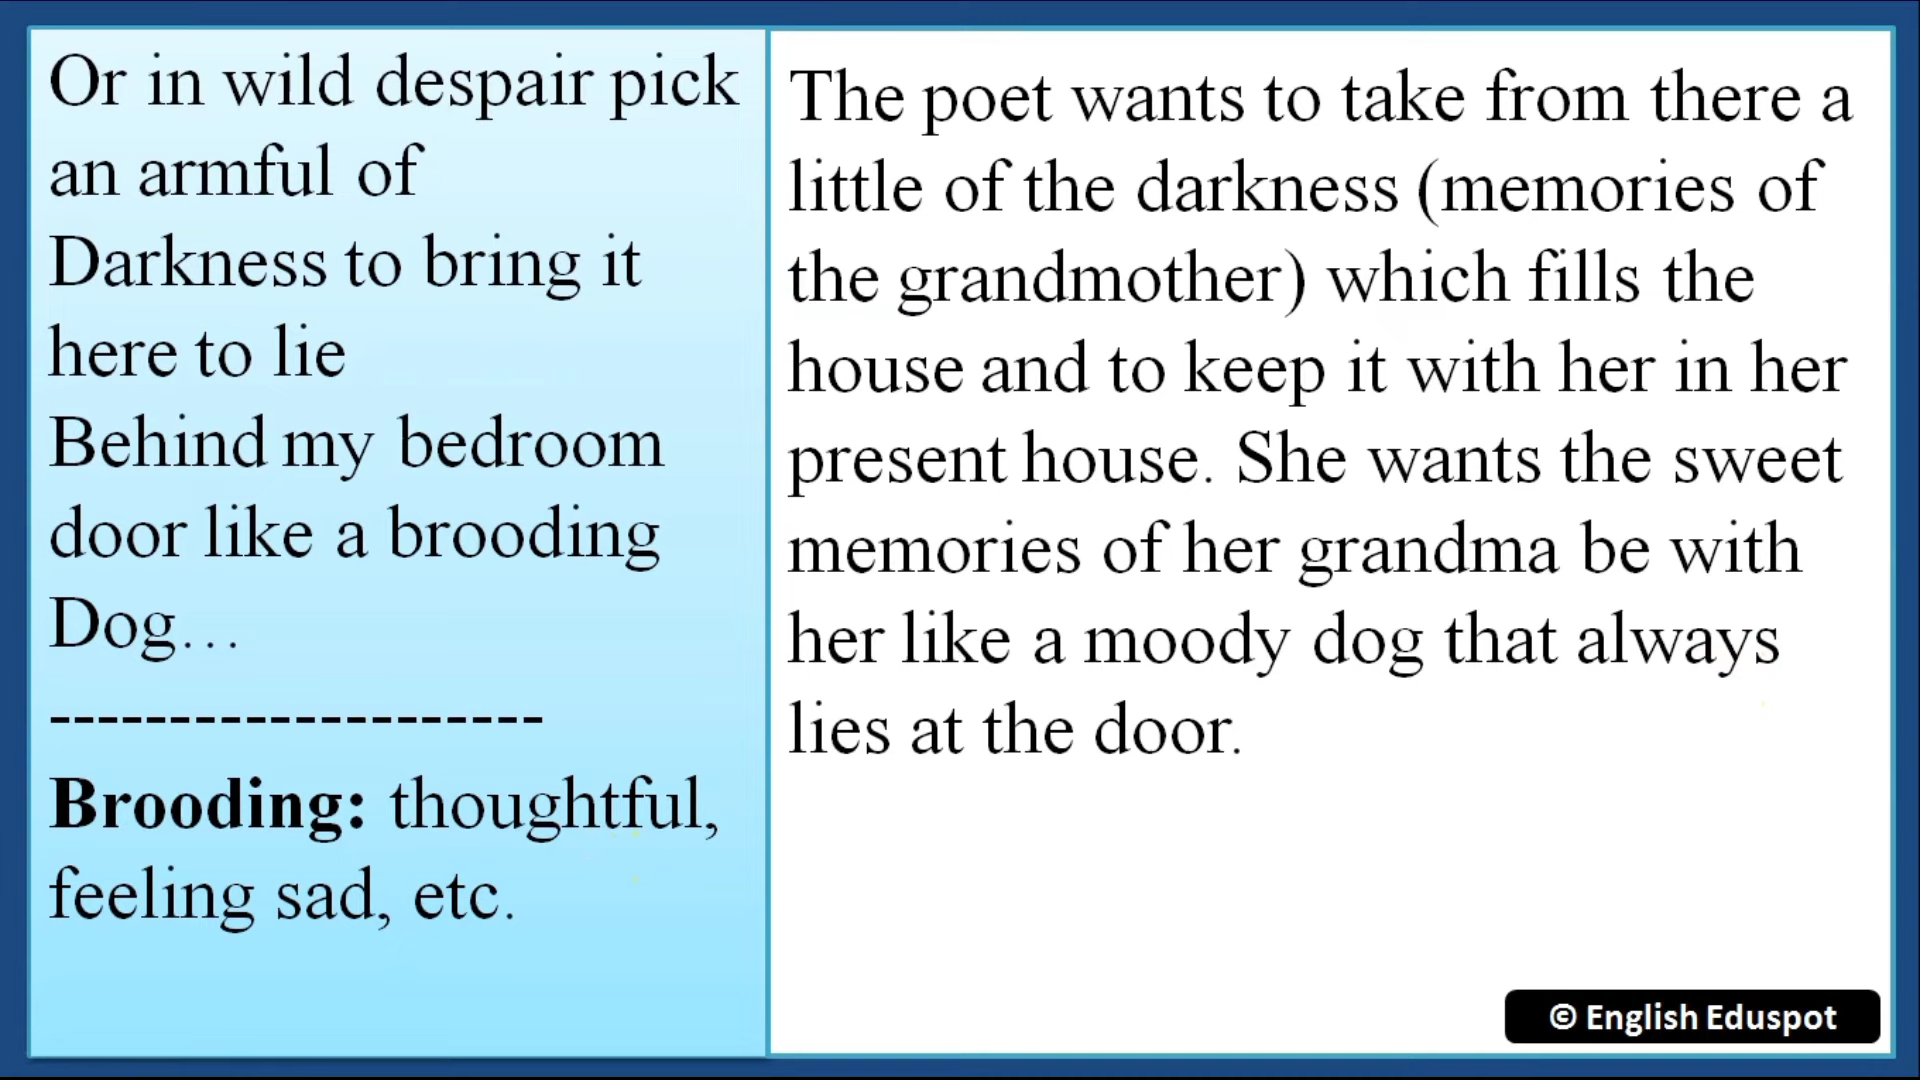 Or in wild despair pick
an armful of
Darkness to bring it
here to lie
Behind my bedroom
door like a brooding
Dog…
---------------------
Brooding: thoughtful,
feeling sad, etc.
The poet wants to take from there a
little of the darkness (memories of
the grandmother) which fills the
house and to keep it with her in her
present house. She wants the sweet
memories of her grandma be with
her like a moody dog that always
lies at the door.
© English Eduspot